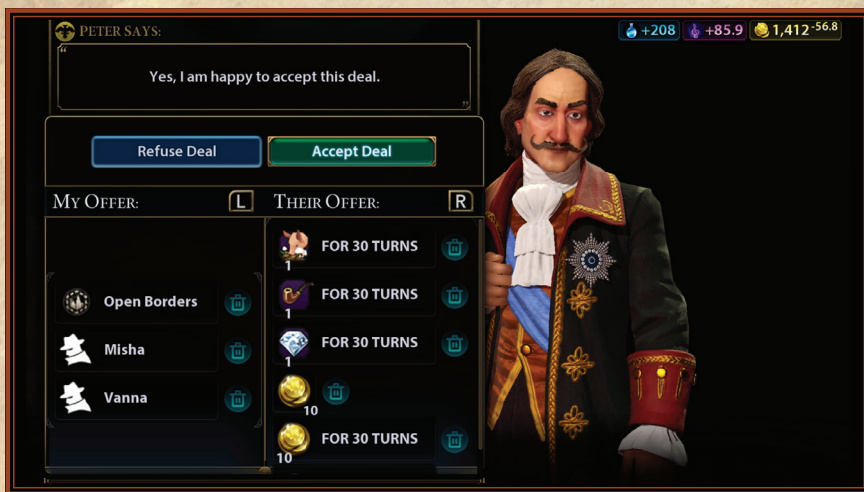 PETER SAYS:
+208 +85.9 1,412 -56.8
“
Yes, I am happy to accept this deal.
”
Refuse Deal Accept Deal
MY OFFER: L THEIR OFFER: R
Open Borders
Misha
Vanna
FOR 30 TURNS
1
FOR 30 TURNS
1
FOR 30 TURNS
1
10
FOR 30 TURNS
10